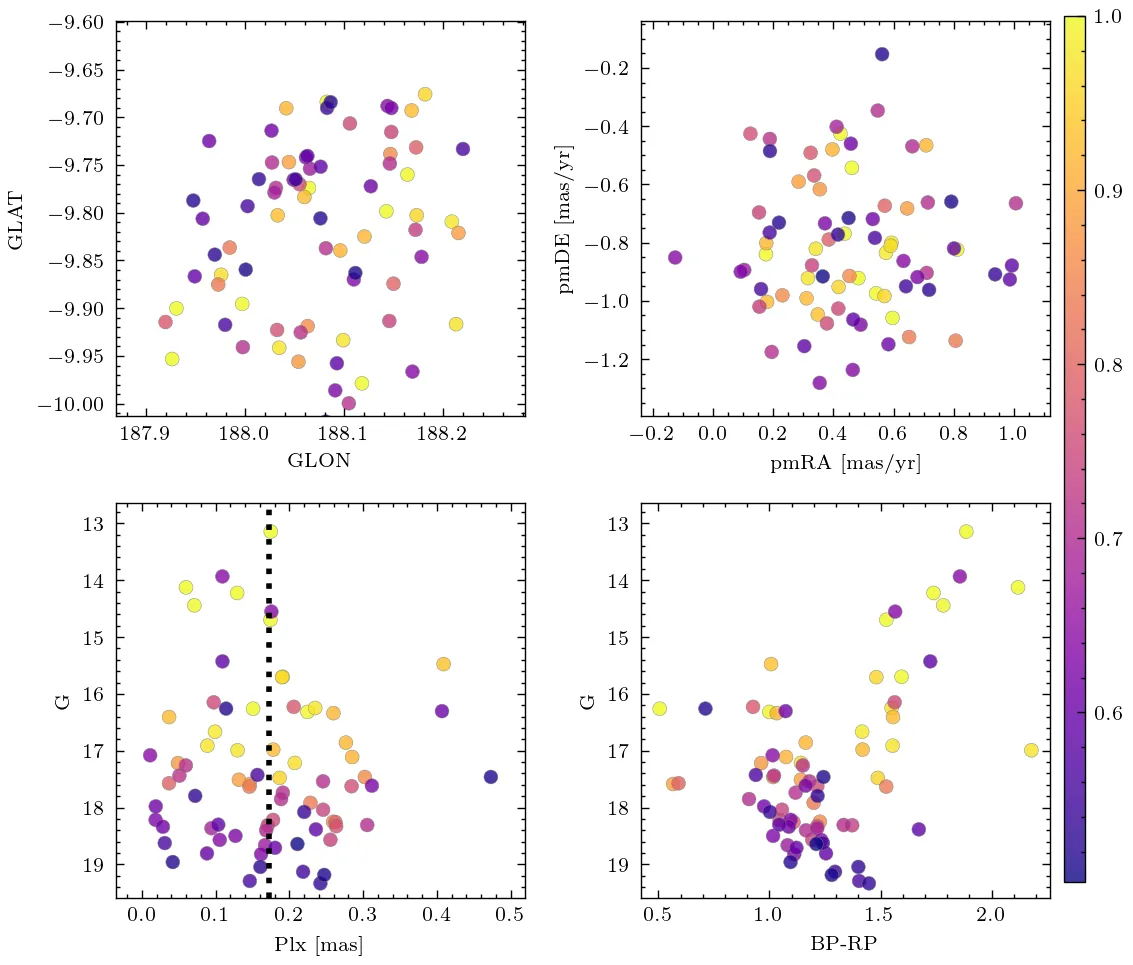 −9.60
−9.65
−9.70
−9.75
−9.80
−9.85
−9.90
−9.95
−10.00
GLAT
187.9 188.0 188.1 188.2
GLON
−0.2
−0.4
−0.6
−0.8
−1.0
−1.2
pmDE [mas/yr]
−0.2 0.0 0.2 0.4 0.6 0.8 1.0
pmRA [mas/yr]
13
14
15
16
17
18
19
G
0.0 0.1 0.2 0.3 0.4 0.5
Plx [mas]
13
14
15
16
17
18
19
G
0.5 1.0 1.5 2.0
BP-RP
1.0
0.9
0.8
0.7
0.6